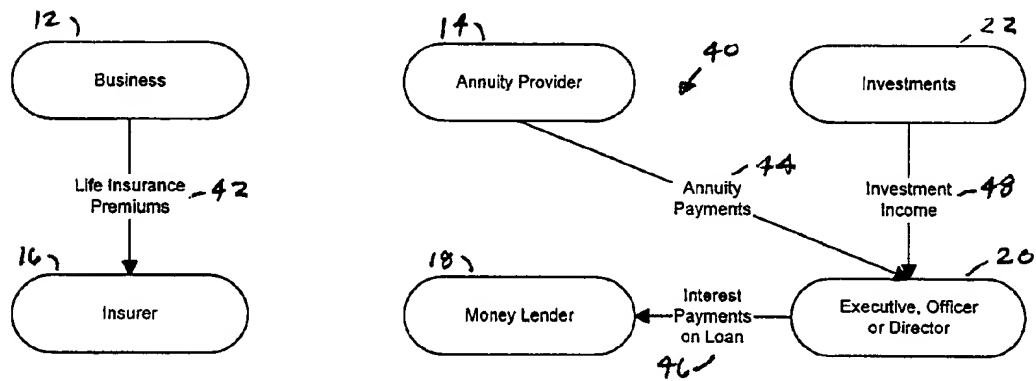 12
14
22
40
Business
Annuity Provider
Investments
Life Insurance
Premiums
42
44
Annuity
Payments
Investment
Income
48
16
18
20
Insurer
Money Lender
Interest
Payments
on Loan
Executive, Officer
or Director
46